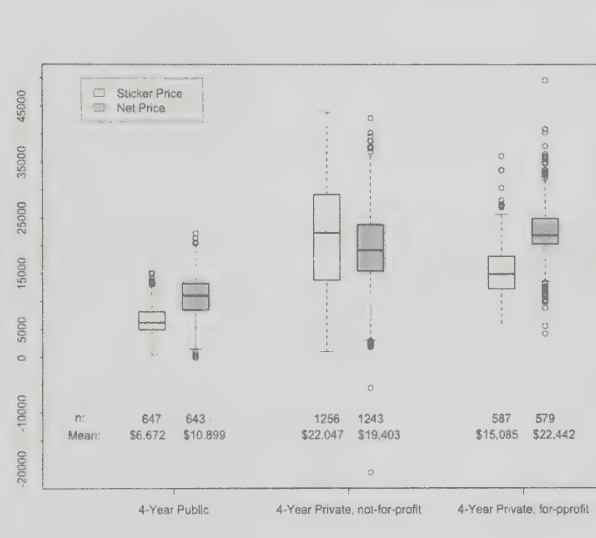 Sticker Price
Net Price
45000
35000
25000
15000
5000
0
-10000
-20000
n: 647 643 1256 1243 587 579
Mean: $6,672 $10,899 $22,047 $19,403 $15,085 $22,442
4-Year Public 4-Year Private, not-for-profit 4-Year Private, for-pprofit